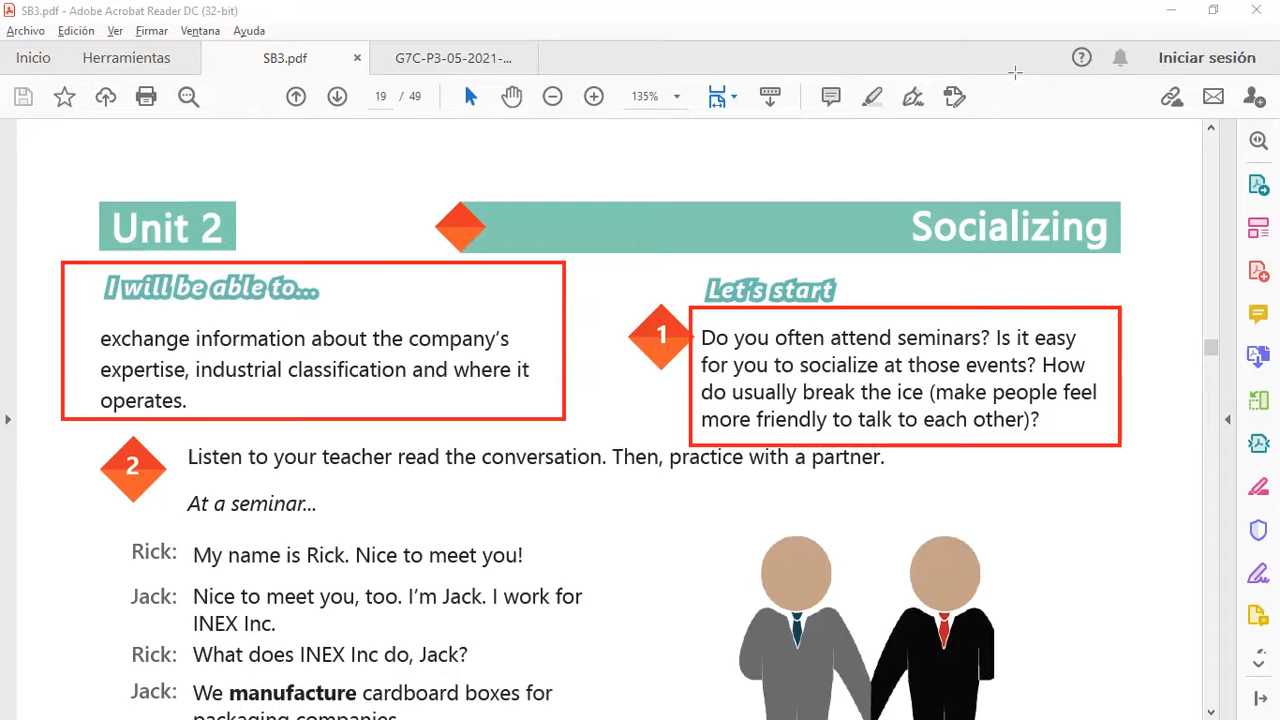 SB3.pdf - Adobe Acrobat Reader DC (32-bit)
Archivo Edición Ver Firmar Ventana Ayuda
Inicio Herramientas SB3.pdf × G7C-P3-05-2021-... ? Iniciar sesión
19 / 49 135%
Unit 2 Socializing
I will be able to...
exchange information about the company's
expertise, industrial classification and where it
operates.
Let's start
1
Do you often attend seminars? Is it easy
for you to socialize at those events? How
do usually break the ice (make people feel
more friendly to talk to each other)?
2 Listen to your teacher read the conversation. Then, practice with a partner.
At a seminar...
Rick: My name is Rick. Nice to meet you!
Jack: Nice to meet you, too. I'm Jack. I work for
INEX Inc.
Rick: What does INEX Inc do, Jack?
Jack: We manufacture cardboard boxes for
packaging companies